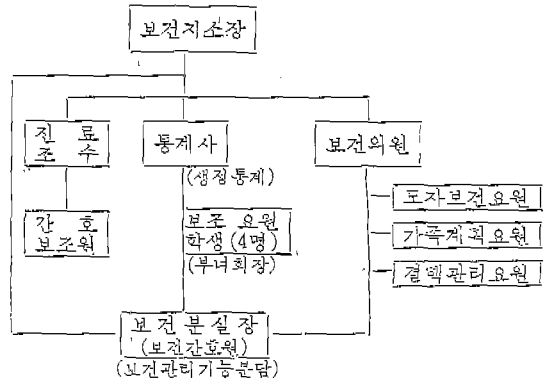 보건지소장
진 료
조 수
통계사
(생정통계)
보건의원
간 호
보조원
보조 요원
학생(4명)
(부녀회장)
모자보건요원
가족계획요원
결핵관리요원
보건분실장
(보건간호원)
(보건관리기능분담)